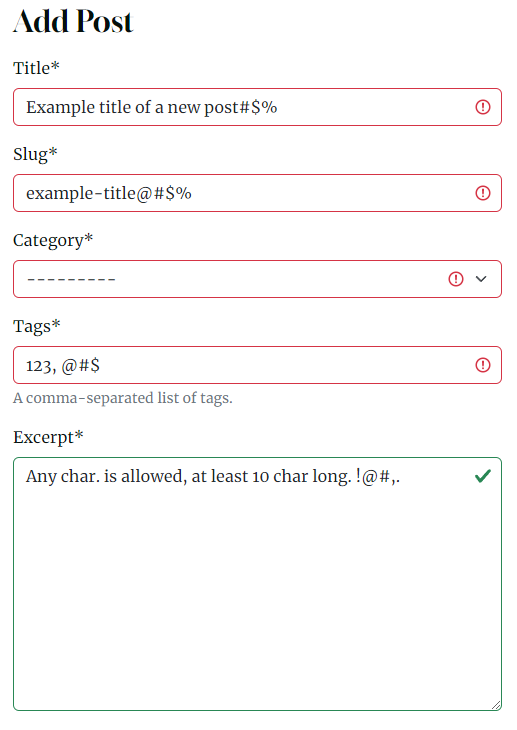 Add Post
Title*
Example title of a new post#$%
Slug*
example-title@#$%
Category*
---------
Tags*
123, @#$
A comma-separated list of tags.
Excerpt*
Any char. is allowed, at least 10 char long. !@#,.